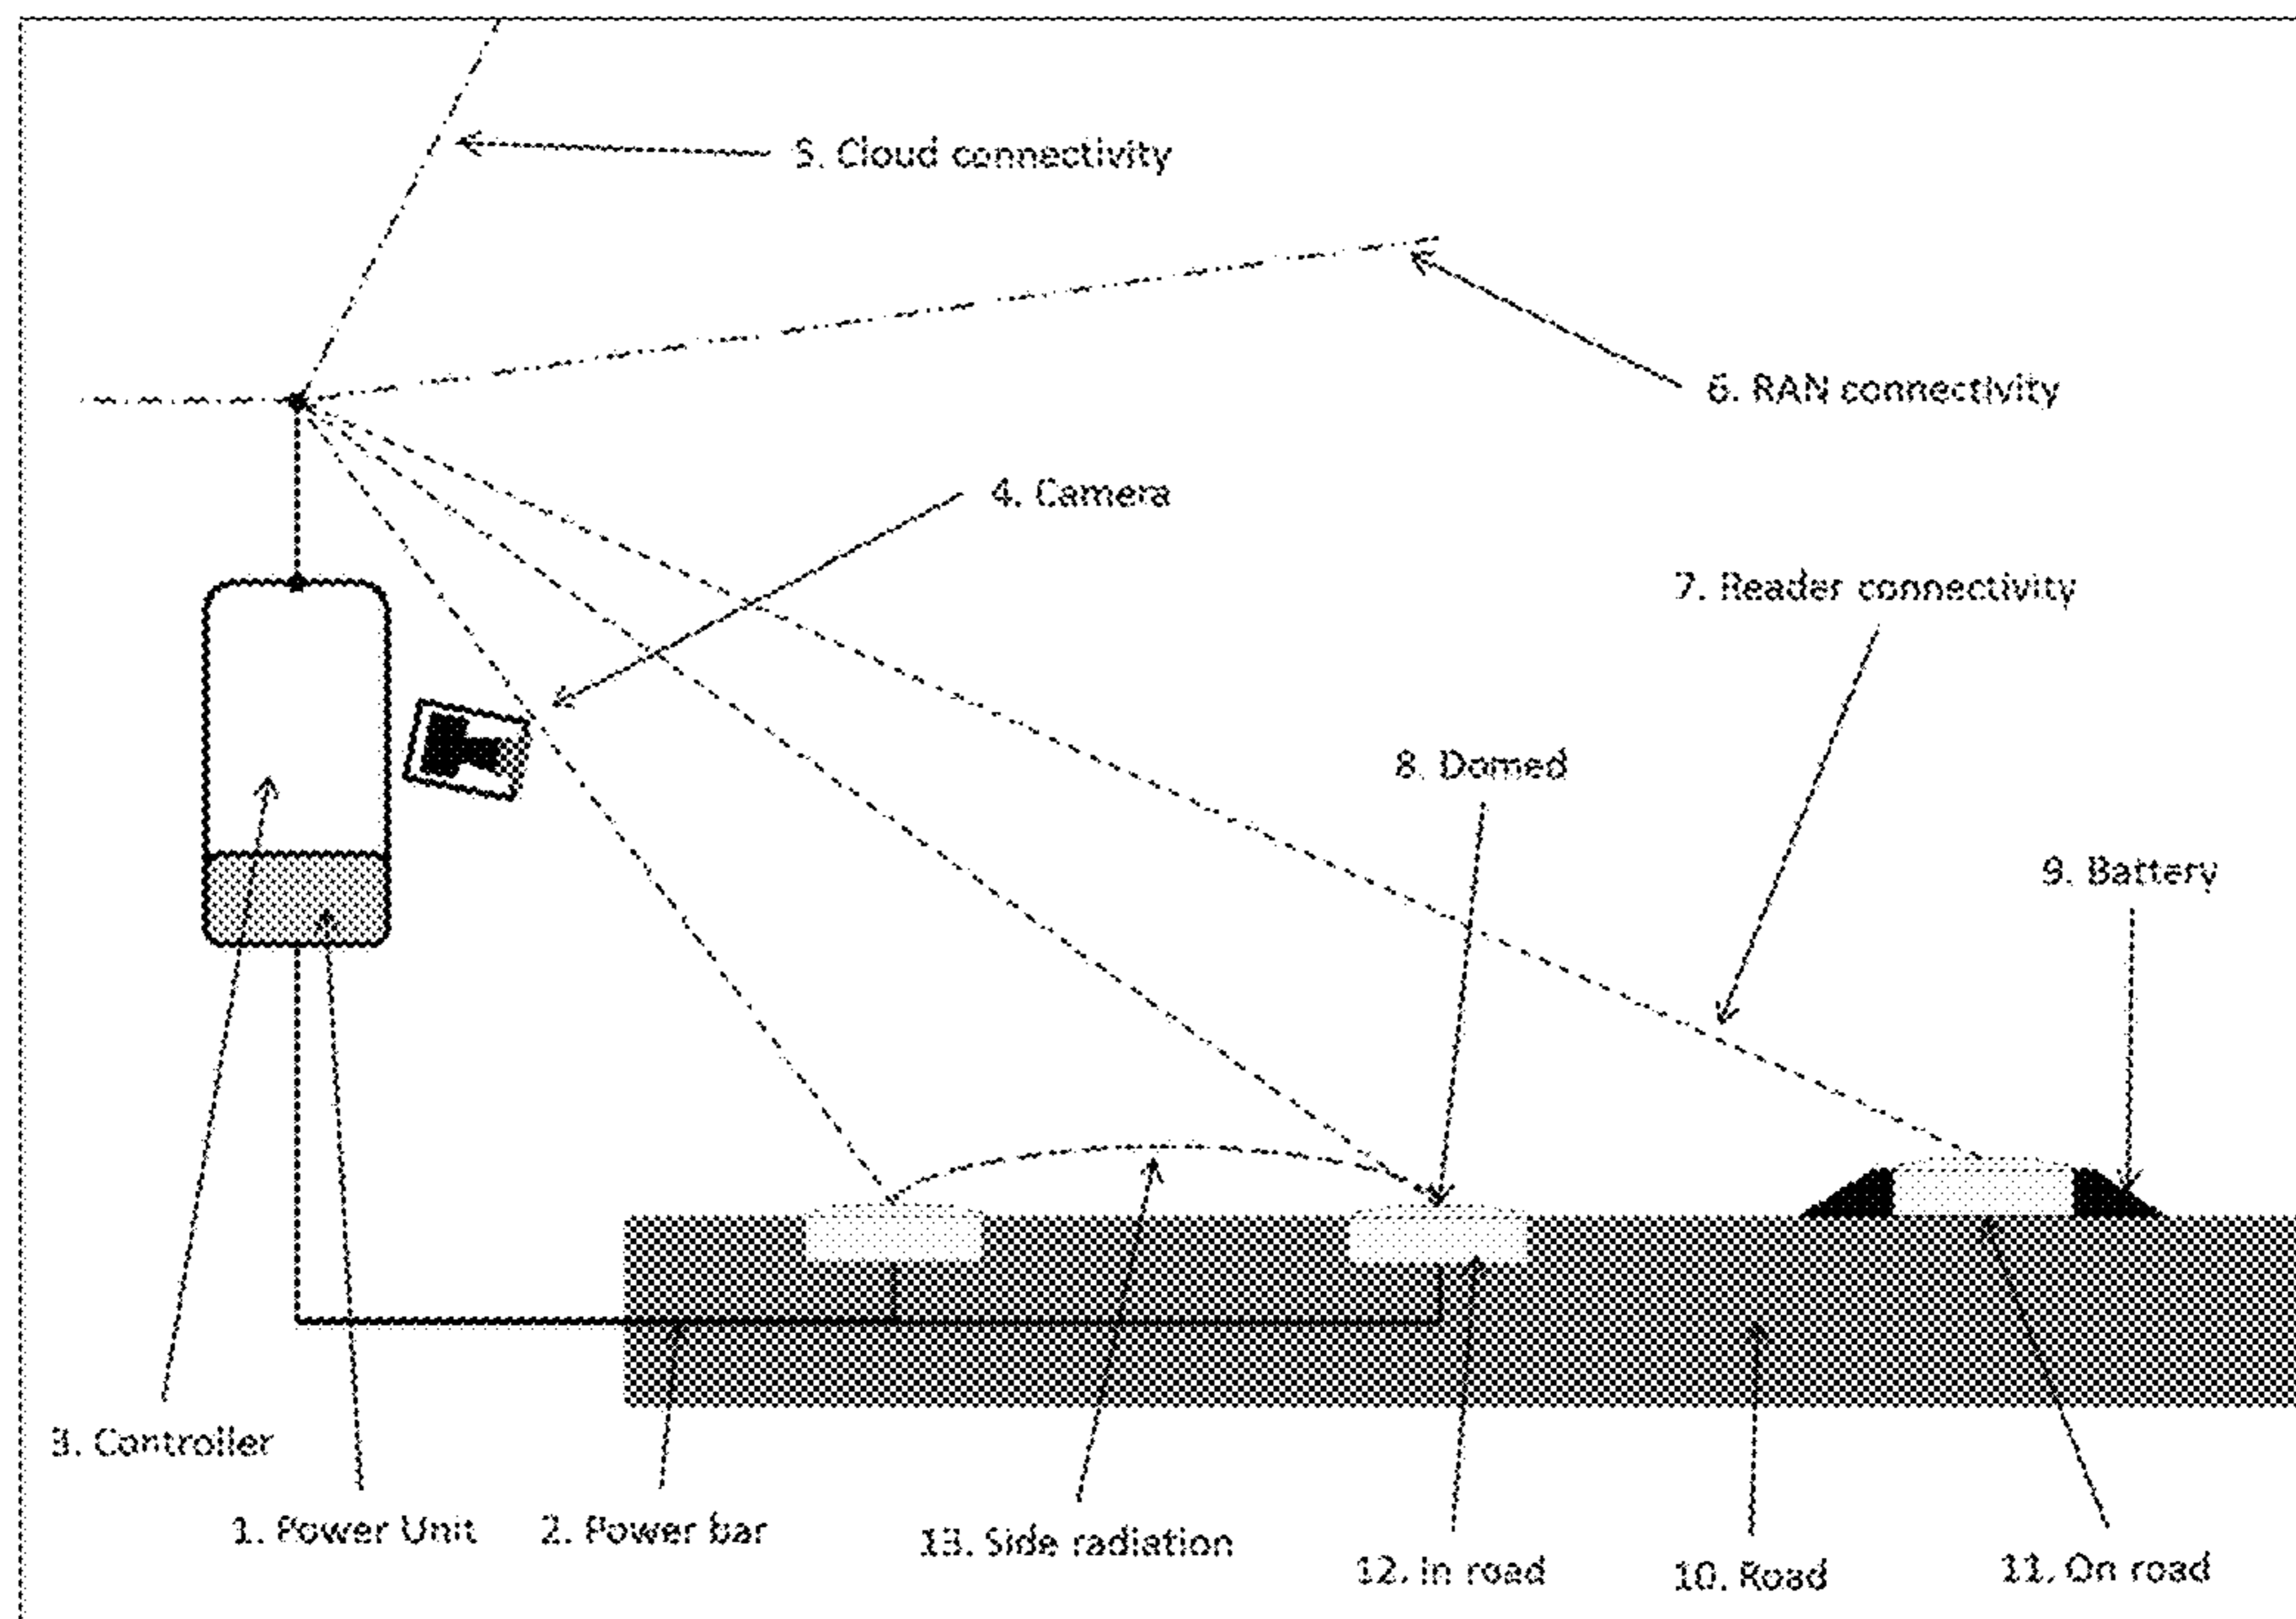 5. Cloud connectivity
6. RAN connectivity
4. Camera
7. Reader connectivity
8. Domed
9. Battery
3. Controller
1. Power Unit
2. Power bar
13. Side radiation
12. In road
10. Road
11. On road